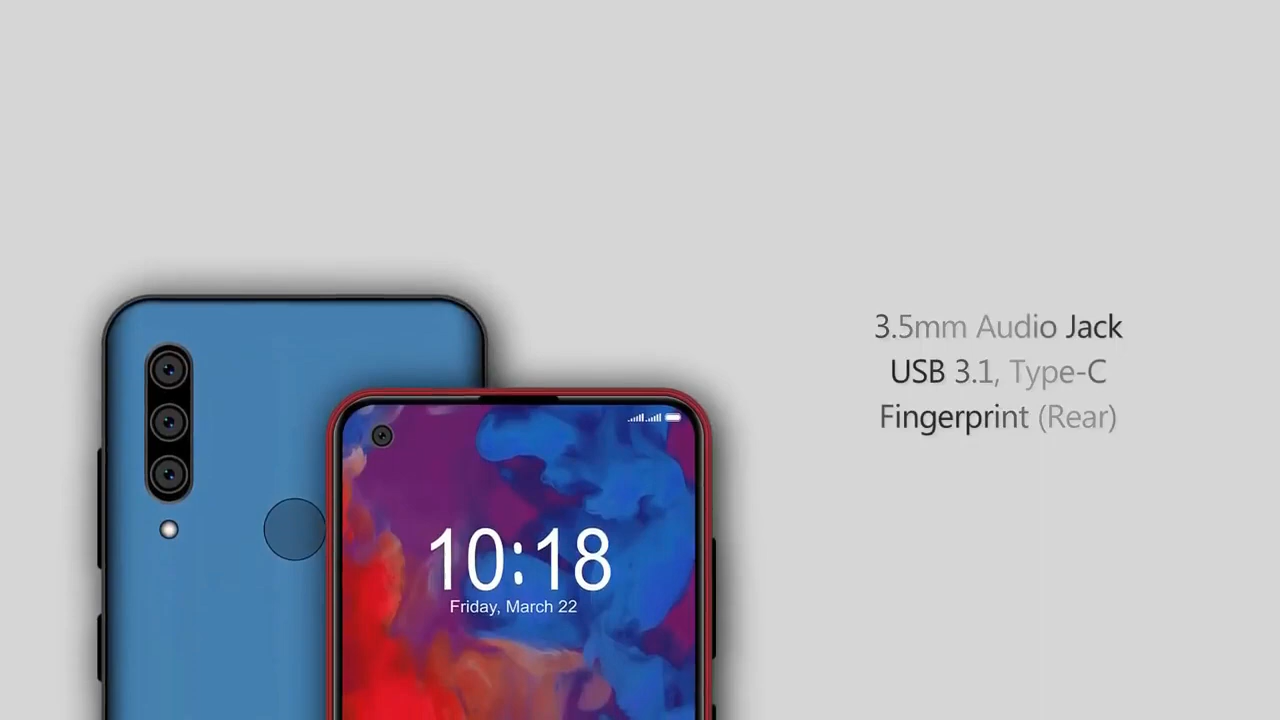 10:18
Friday, March 22
3.5mm Audio Jack
USB 3.1, Type-C
Fingerprint (Rear)